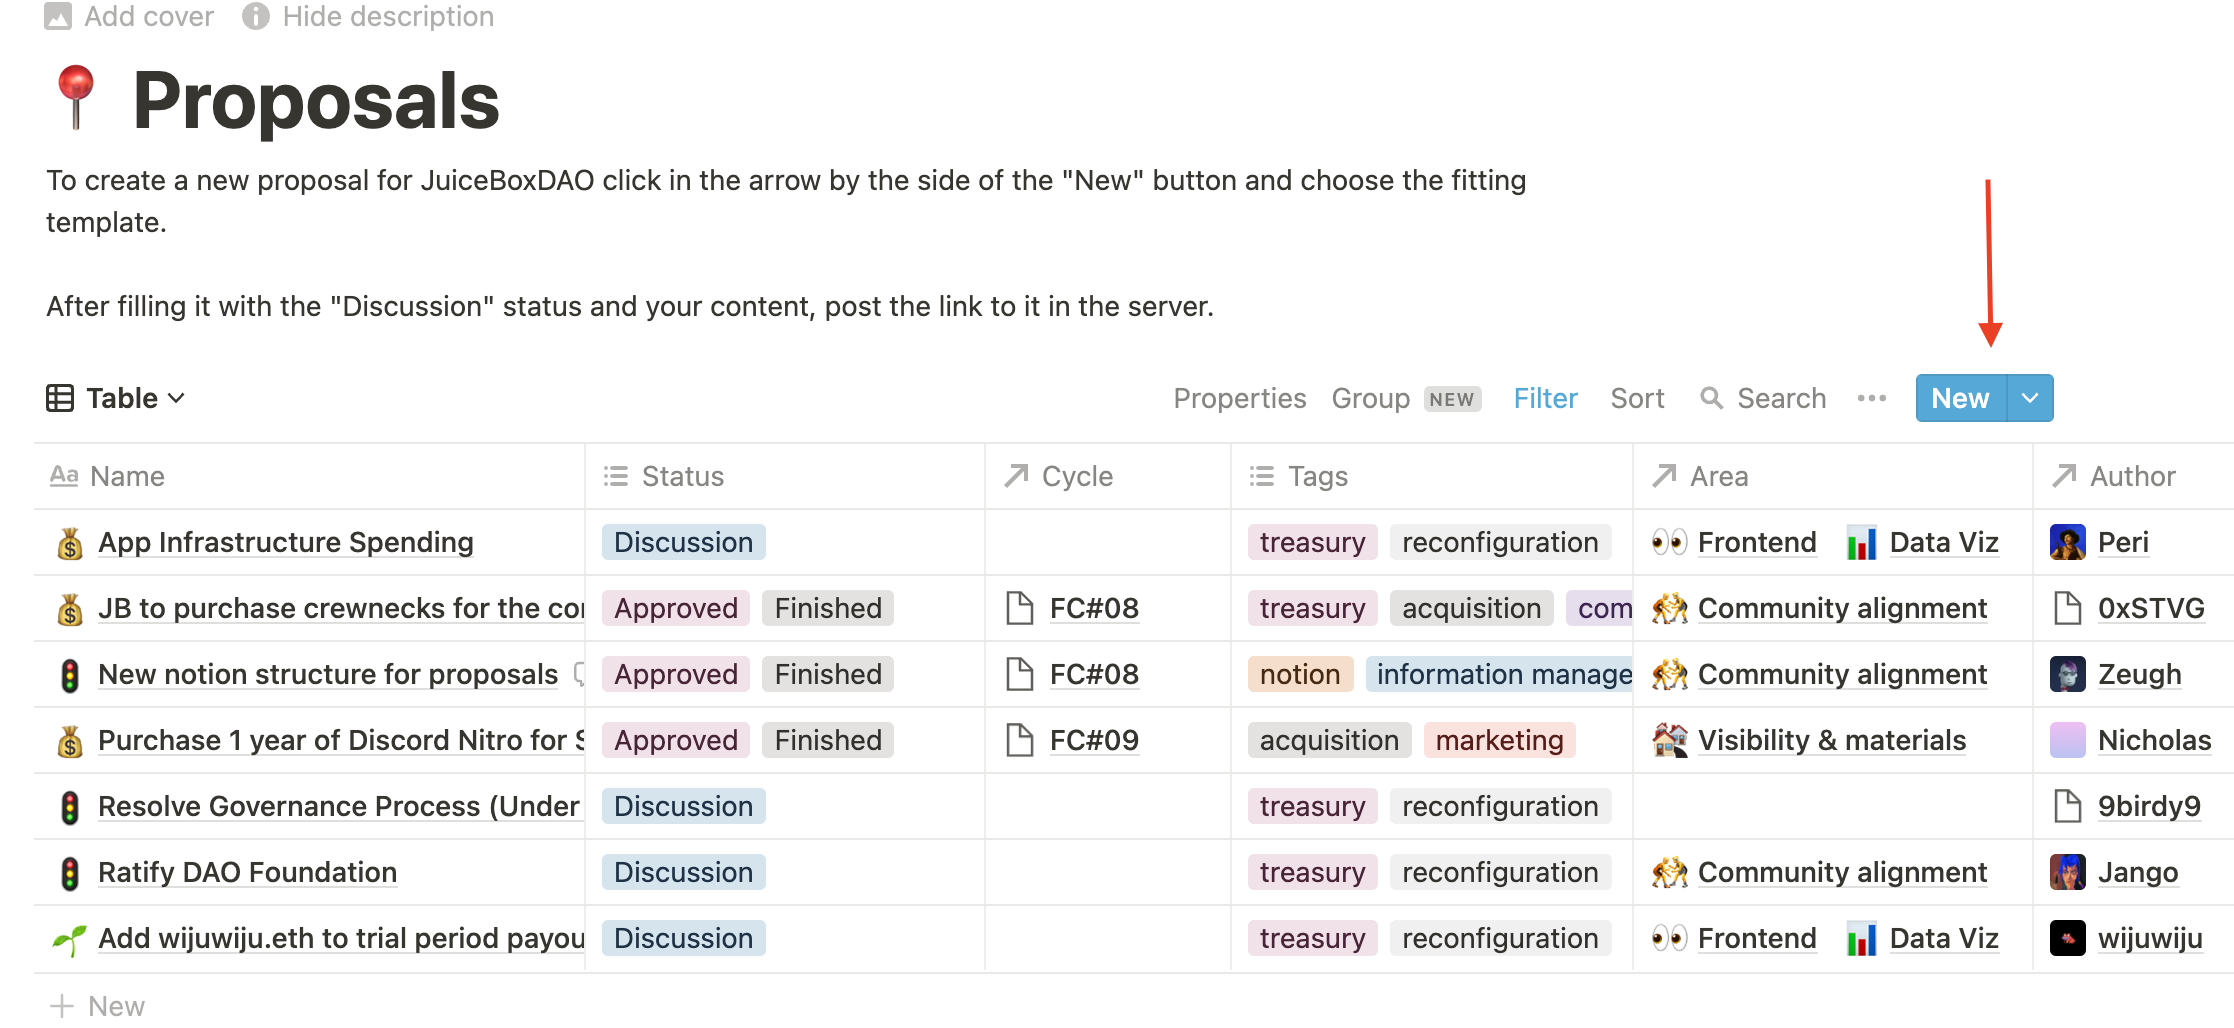 Add cover Hide description
Proposals
To create a new proposal for JuiceBoxDAO click in the arrow by the side of the "New" button and choose the fitting
template.
After filling it with the "Discussion" status and your content, post the link to it in the server.
Table Properties Group NEW Filter Sort Search New
Aa Name Status Cycle Tags Area Author
App Infrastructure Spending Discussion treasury reconfiguration Frontend Data Viz Peri
JB to purchase crewnecks for the cor Approved Finished FC#08 treasury acquisition com Community alignment 0xSTVG
New notion structure for proposals Approved Finished FC#08 notion information manage Community alignment Zeugh
Purchase 1 year of Discord Nitro for S Approved Finished FC#09 acquisition marketing Visibility & materials Nicholas
Resolve Governance Process (Under Discussion treasury reconfiguration 9birdy9
Ratify DAO Foundation Discussion treasury reconfiguration Community alignment Jango
Add wijuwiju.eth to trial period payou Discussion treasury reconfiguration Frontend Data Viz wijuwiju
New